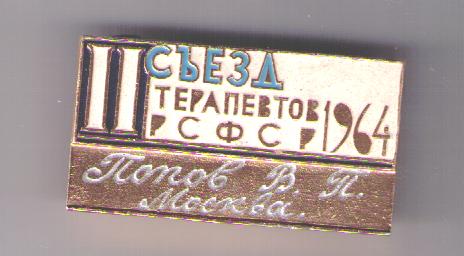 II СЪЕЗД
ТЕРАПЕВТОВ
РСФСР 1964
Попов В. П.
Москва.